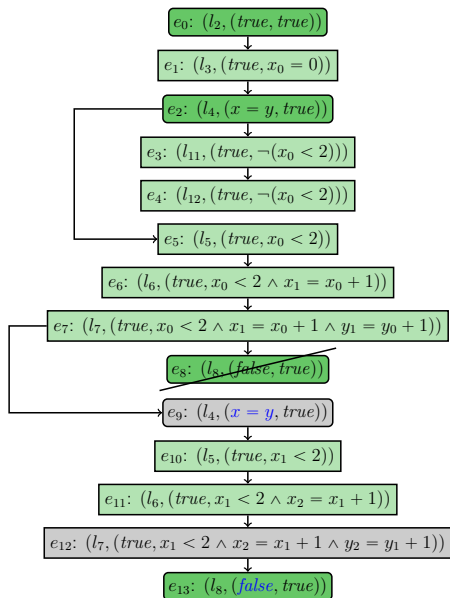 e₀: (l₂, (true, true))
e₁: (l₃, (true, x₀ = 0))
e₂: (l₄, (x = y, true))
e₃: (l₁₁, (true, ¬(x₀ < 2)))
e₄: (l₁₂, (true, ¬(x₀ < 2)))
e₅: (l₅, (true, x₀ < 2))
e₆: (l₆, (true, x₀ < 2 ∧ x₁ = x₀ + 1))
e₇: (l₇, (true, x₀ < 2 ∧ x₁ = x₀ + 1 ∧ y₁ = y₀ + 1))
e₈: (l₈, (false, true))
e₉: (l₄, (x = y, true))
e₁₀: (l₅, (true, x₁ < 2))
e₁₁: (l₆, (true, x₁ < 2 ∧ x₂ = x₁ + 1))
e₁₂: (l₇, (true, x₁ < 2 ∧ x₂ = x₁ + 1 ∧ y₂ = y₁ + 1))
e₁₃: (l₈, (false, true))